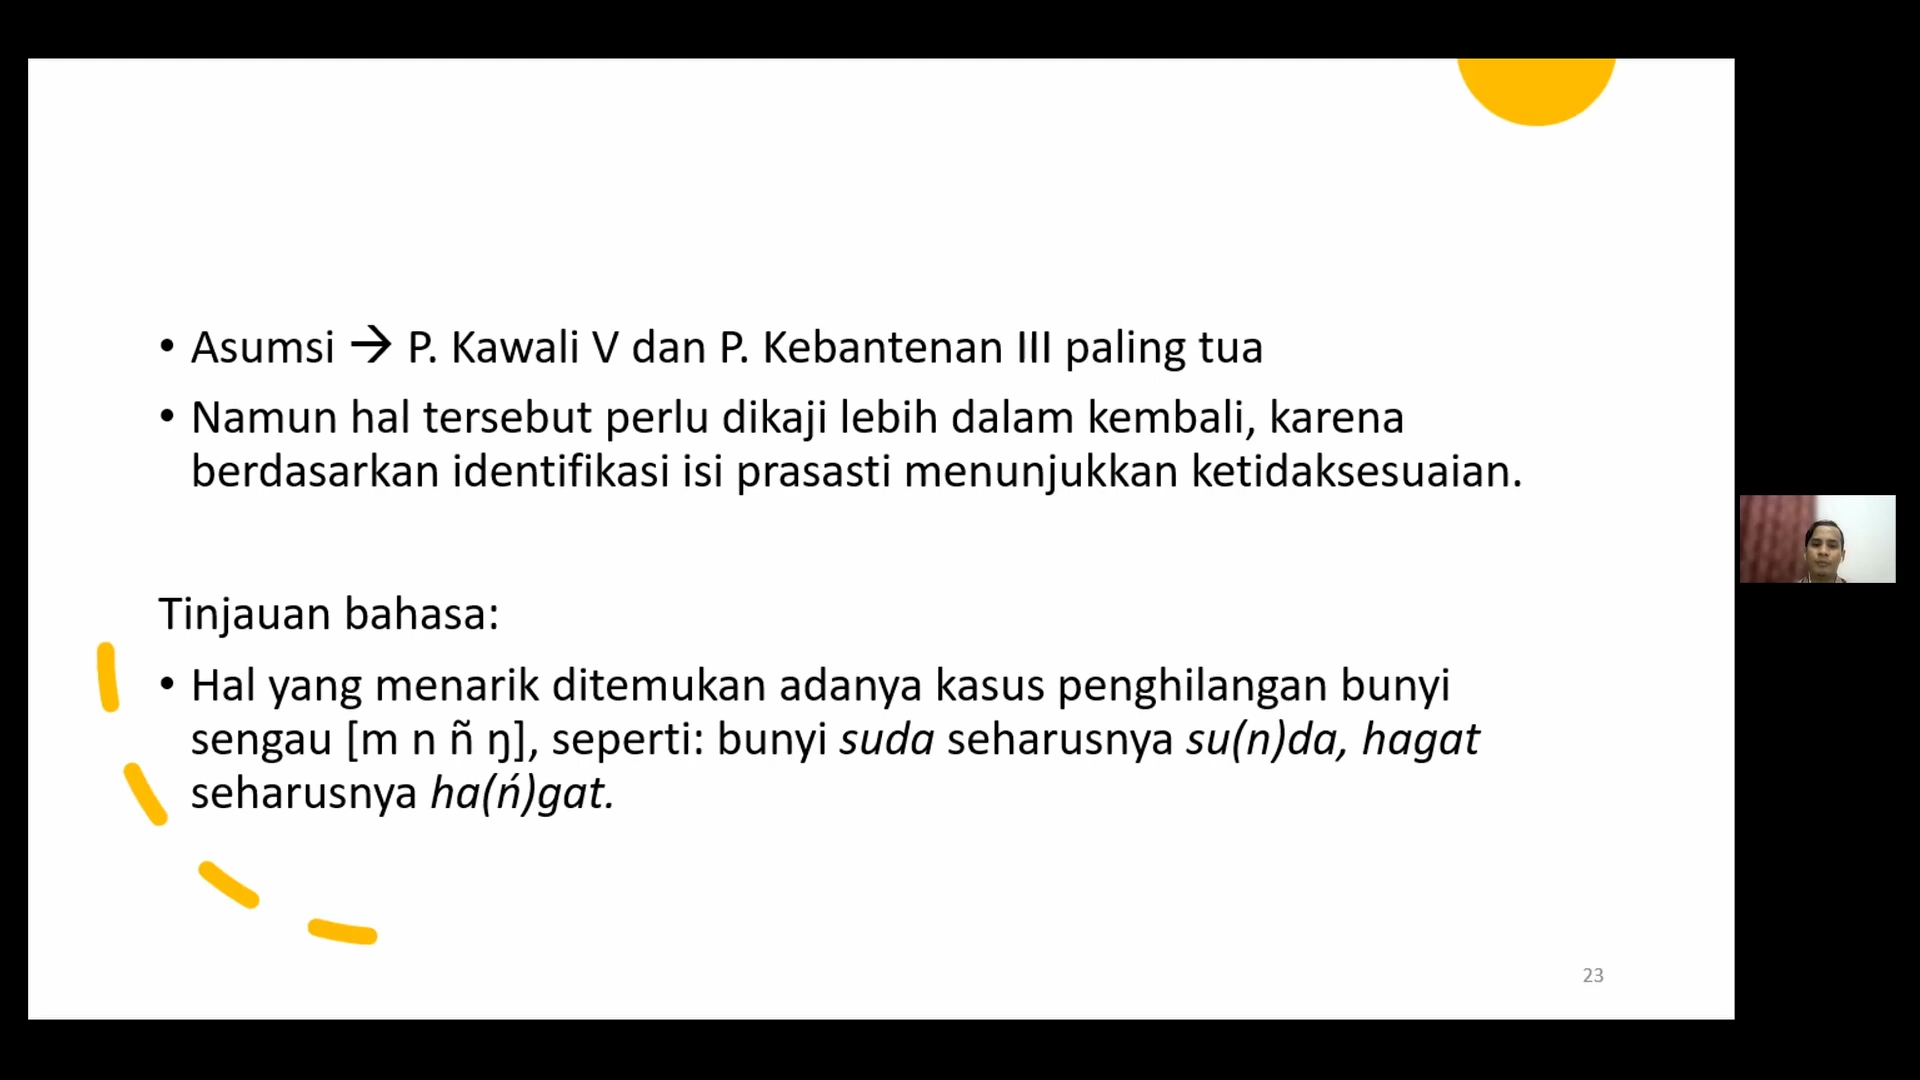 • Asumsi → P. Kawali V dan P. Kebantenan III paling tua
• Namun hal tersebut perlu dikaji lebih dalam kembali, karena
berdasarkan identifikasi isi prasasti menunjukkan ketidaksesuaian.
Tinjauan bahasa:
• Hal yang menarik ditemukan adanya kasus penghilangan bunyi
sengau [m n ñ ŋ], seperti: bunyi suda seharusnya su(n)da, hagat
seharusnya ha(ń)gat.
23